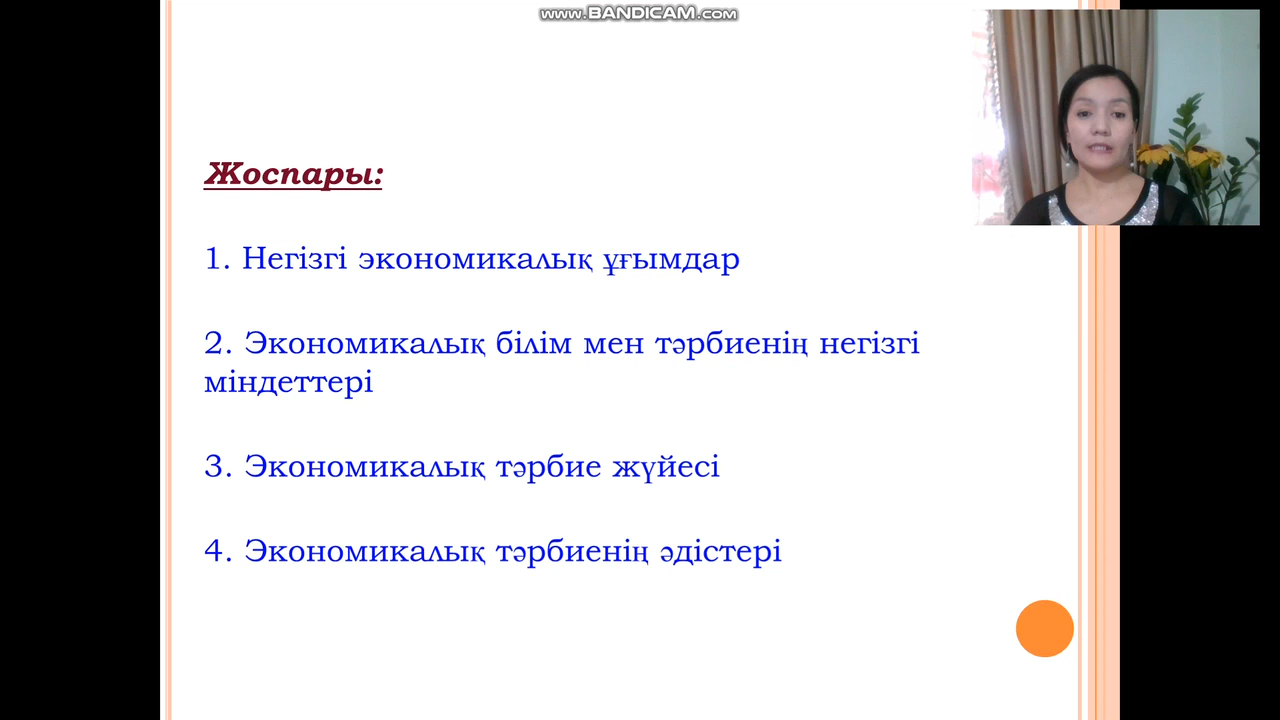 www.BANDICAM.com
Жоспары:
1. Негізгі экономикалық ұғымдар
2. Экономикалық білім мен тәрбиенің негізгі
міндеттері
3. Экономикалық тәрбие жүйесі
4. Экономикалық тәрбиенің әдістері